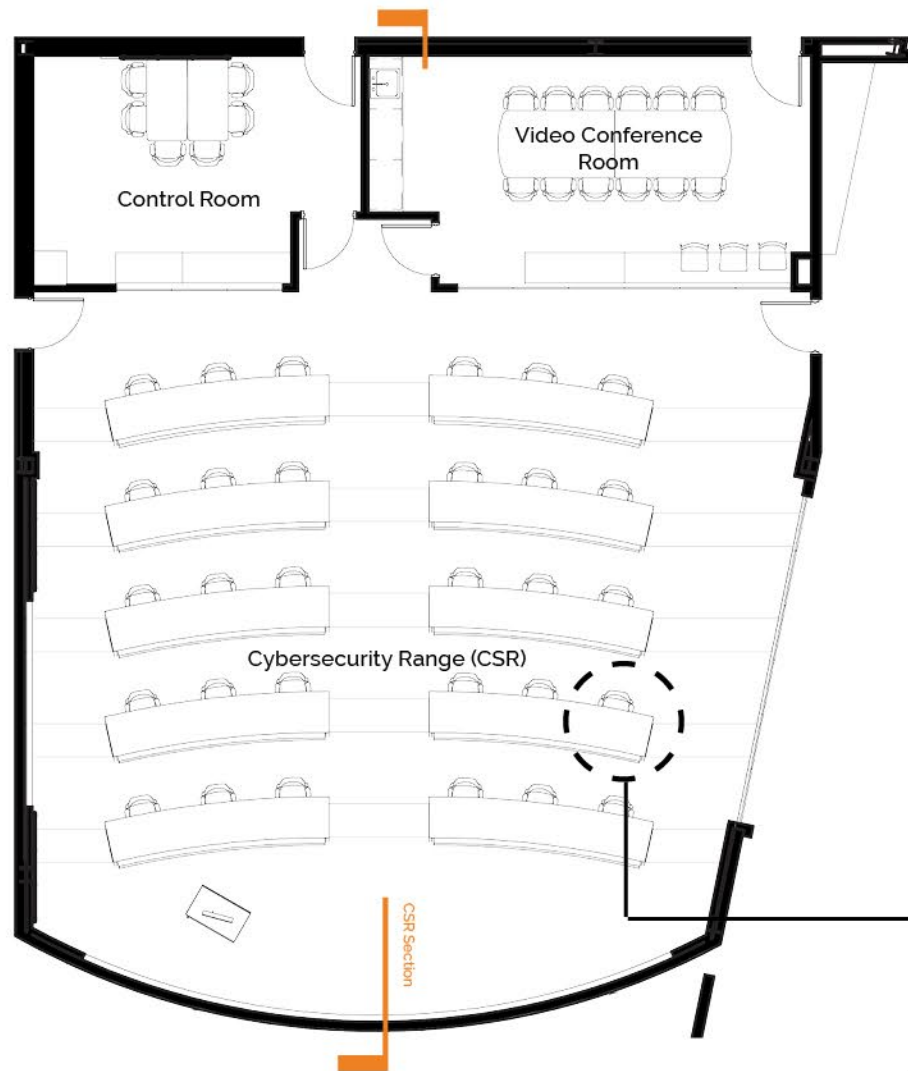 Video Conference
Room
Control Room
Cybersecurity Range (CSR)
CSR Section